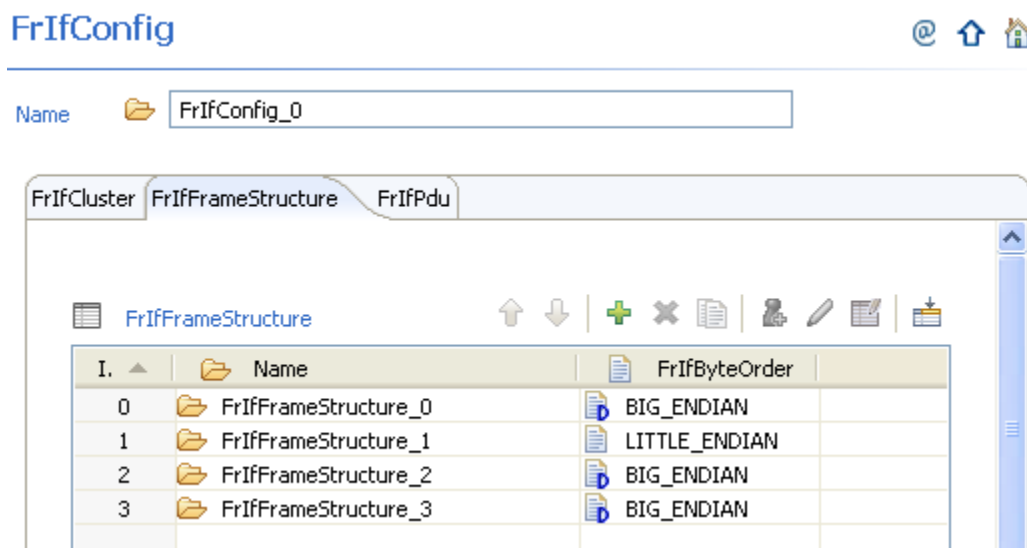 FrIfConfig
Name FrIfConfig_0
FrIfCluster FrIfFrameStructure FrIfPdu
FrIfFrameStructure
I. Name FrIfByteOrder
0 FrIfFrameStructure_0 BIG_ENDIAN
1 FrIfFrameStructure_1 LITTLE_ENDIAN
2 FrIfFrameStructure_2 BIG_ENDIAN
3 FrIfFrameStructure_3 BIG_ENDIAN